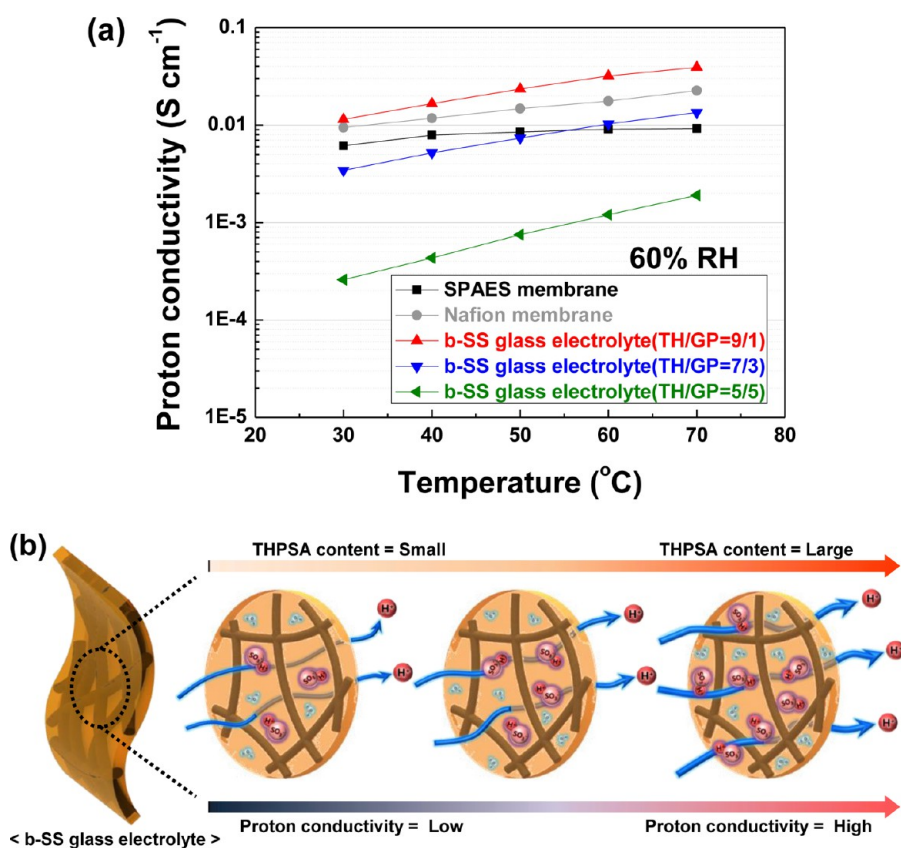 (a)
Proton conductivity (S cm⁻¹)
0.1
0.01
1E-3
1E-4
1E-5
60% RH
SPAES membrane
Nafion membrane
b-SS glass electrolyte(TH/GP=9/1)
b-SS glass electrolyte(TH/GP=7/3)
b-SS glass electrolyte(TH/GP=5/5)
20 30 40 50 60 70 80
Temperature (°C)
(b)
THPSA content = Small
THPSA content = Large
H⁺
H⁺
H⁺
H⁺
H⁺
H⁺
H⁺
< b-SS glass electrolyte >
Proton conductivity = Low
Proton conductivity = High